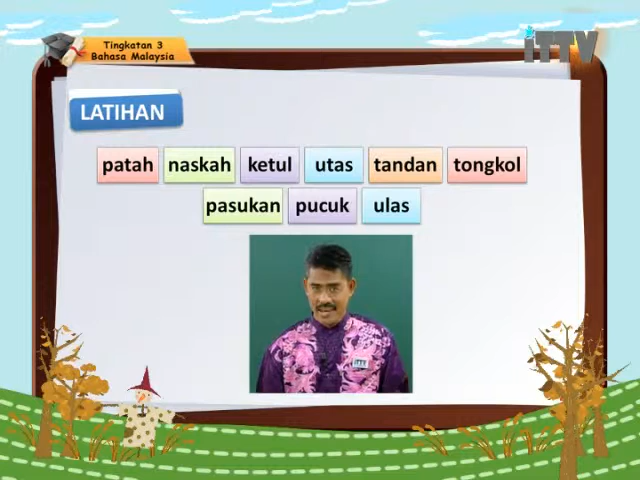 Tingkatan 3
Bahasa Malaysia
iTTV
LATIHAN
patah naskah ketul utas tandan tongkol
pasukan pucuk ulas